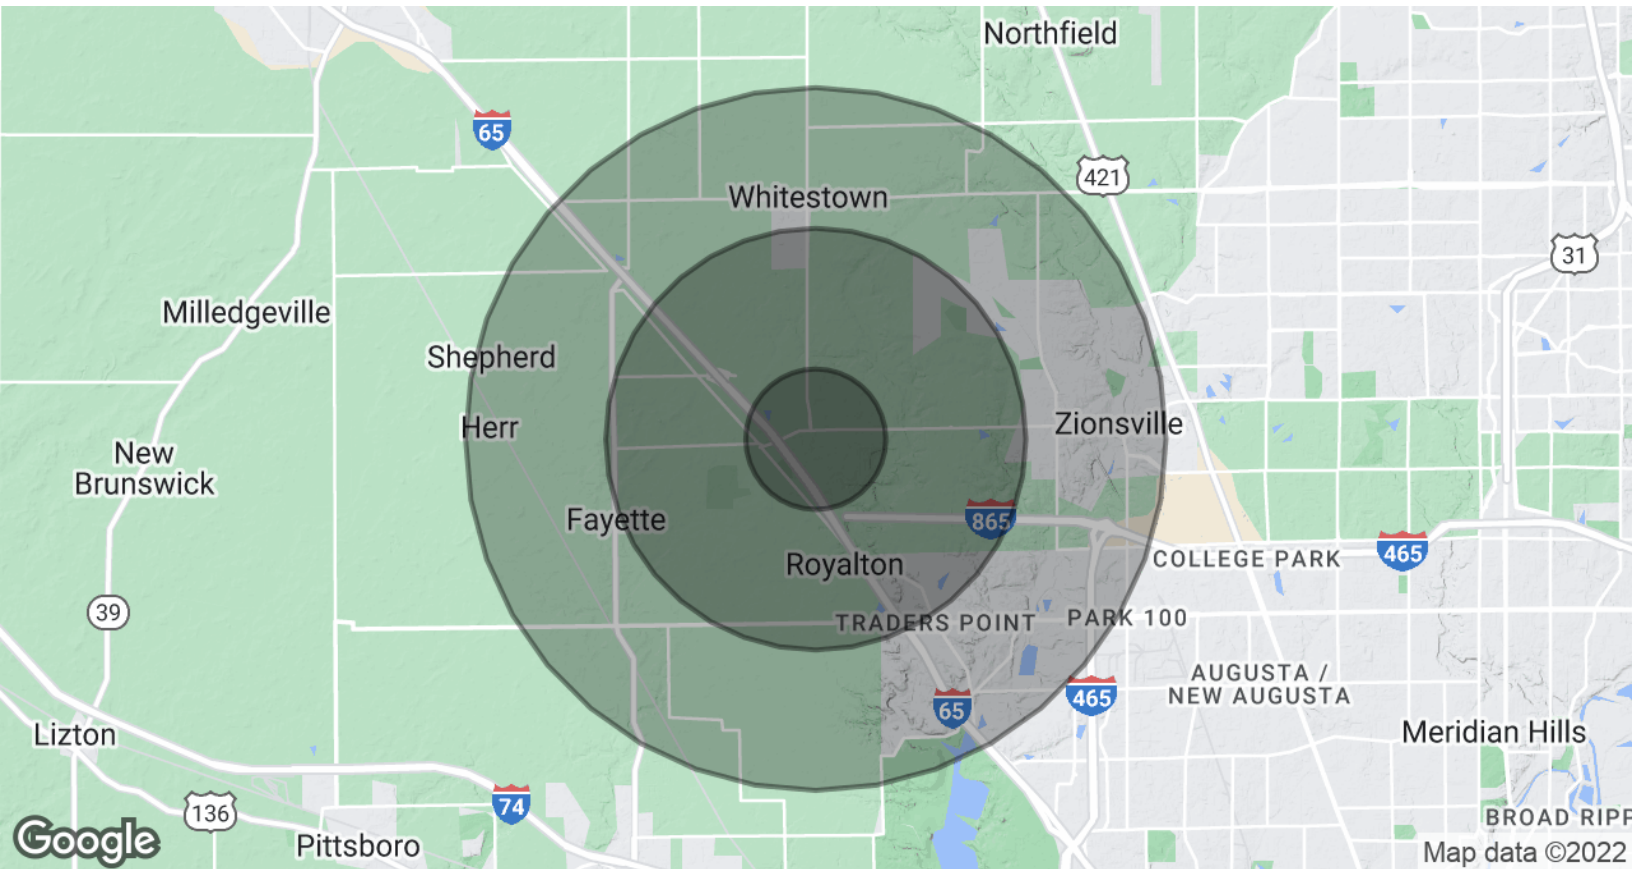 Northfield
65
421
Whitestown
31
Milledgeville
Shepherd
Herr
Zionsville
New
Brunswick
Fayette
865
465
COLLEGE PARK
Royalton
39
TRADERS POINT
PARK 100
AUGUSTA /
NEW AUGUSTA
465
65
Lizton
Meridian Hills
74
136
BROAD RIPP
Google
Pittsboro
Map data ©2022